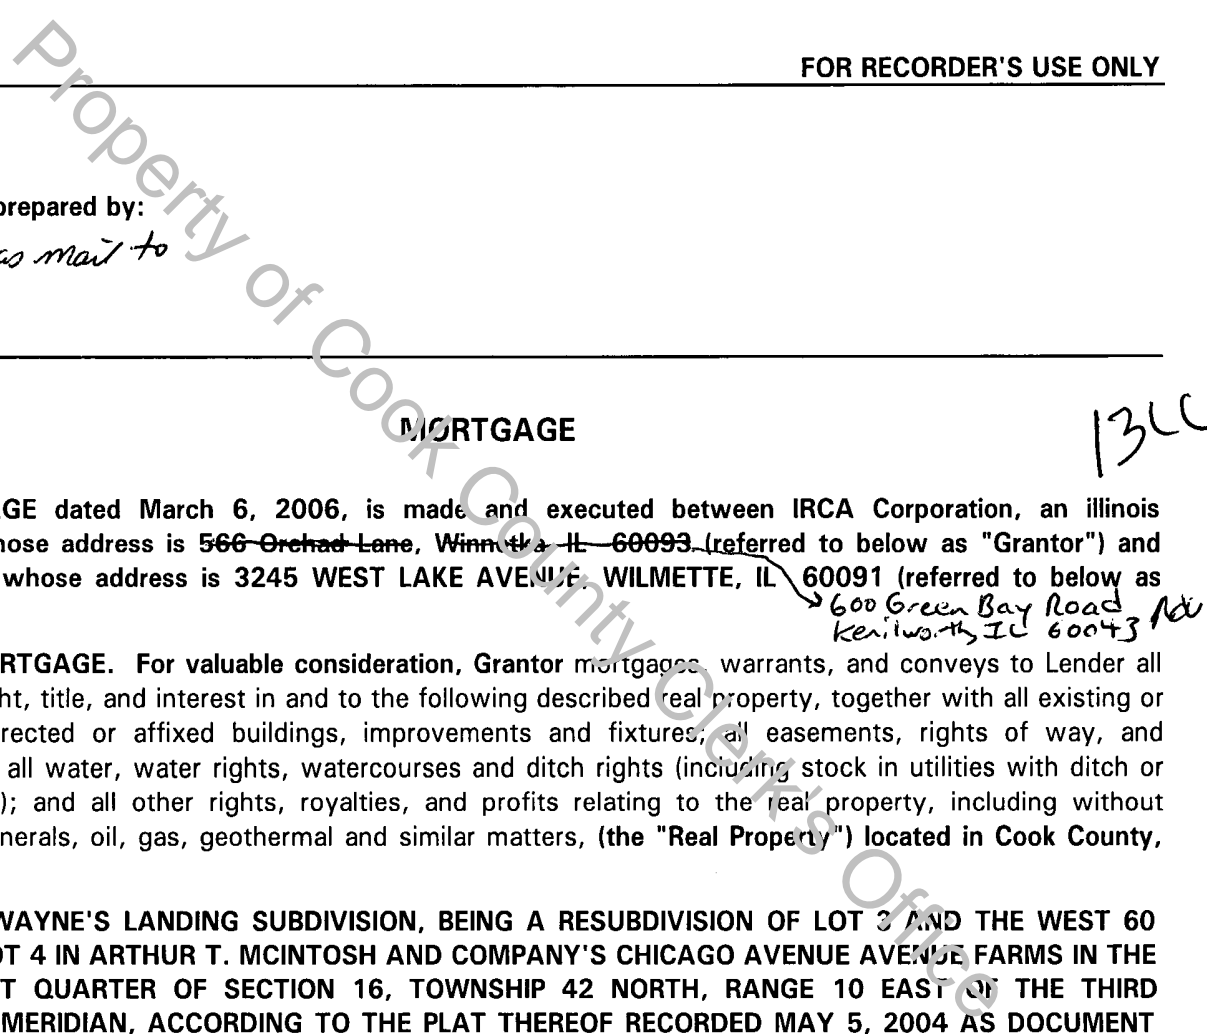 FOR RECORDER'S USE ONLY
prepared by:
as mail to
MORTGAGE
13CC
GE dated March 6, 2006, is made and executed between IRCA Corporation, an illinois
hose address is 566 Orchad Lane, Winnetka IL 60093 (referred to below as "Grantor") and
whose address is 3245 WEST LAKE AVENUE, WILMETTE, IL 60091 (referred to below as
600 Green Bay Road
Kenilworth, IL 60043
RTGAGE. For valuable consideration, Grantor mortgages, warrants, and conveys to Lender all
ht, title, and interest in and to the following described real property, together with all existing or
rected or affixed buildings, improvements and fixtures; all easements, rights of way, and
all water, water rights, watercourses and ditch rights (including stock in utilities with ditch or
); and all other rights, royalties, and profits relating to the real property, including without
nerals, oil, gas, geothermal and similar matters, (the "Real Property") located in Cook County,
WAYNE'S LANDING SUBDIVISION, BEING A RESUBDIVISION OF LOT 3 AND THE WEST 60
OT 4 IN ARTHUR T. MCINTOSH AND COMPANY'S CHICAGO AVENUE AVENUE FARMS IN THE
T QUARTER OF SECTION 16, TOWNSHIP 42 NORTH, RANGE 10 EAST OF THE THIRD
MERIDIAN, ACCORDING TO THE PLAT THEREOF RECORDED MAY 5, 2004 AS DOCUMENT
Property of Cook County Clerk's Office